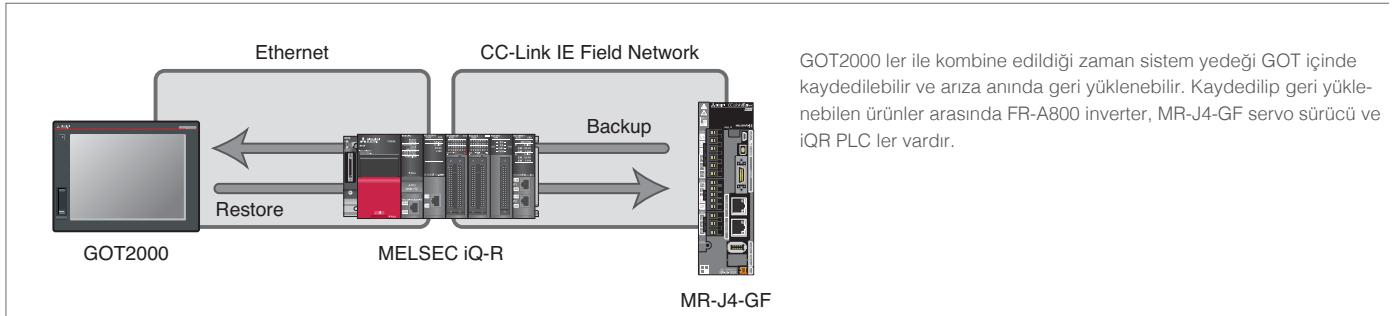 Ethernet
CC-Link IE Field Network
Backup
Restore
GOT2000
MELSEC iQ-R
MR-J4-GF
GOT2000 ler ile kombine edildiği zaman sistem yedeği GOT içinde
kaydedilebilir ve arıza anında geri yüklenebilir. Kaydedilip geri yükle-
nebilen ürünler arasında FR-A800 inverter, MR-J4-GF servo sürücü ve
iQR PLC ler vardır.